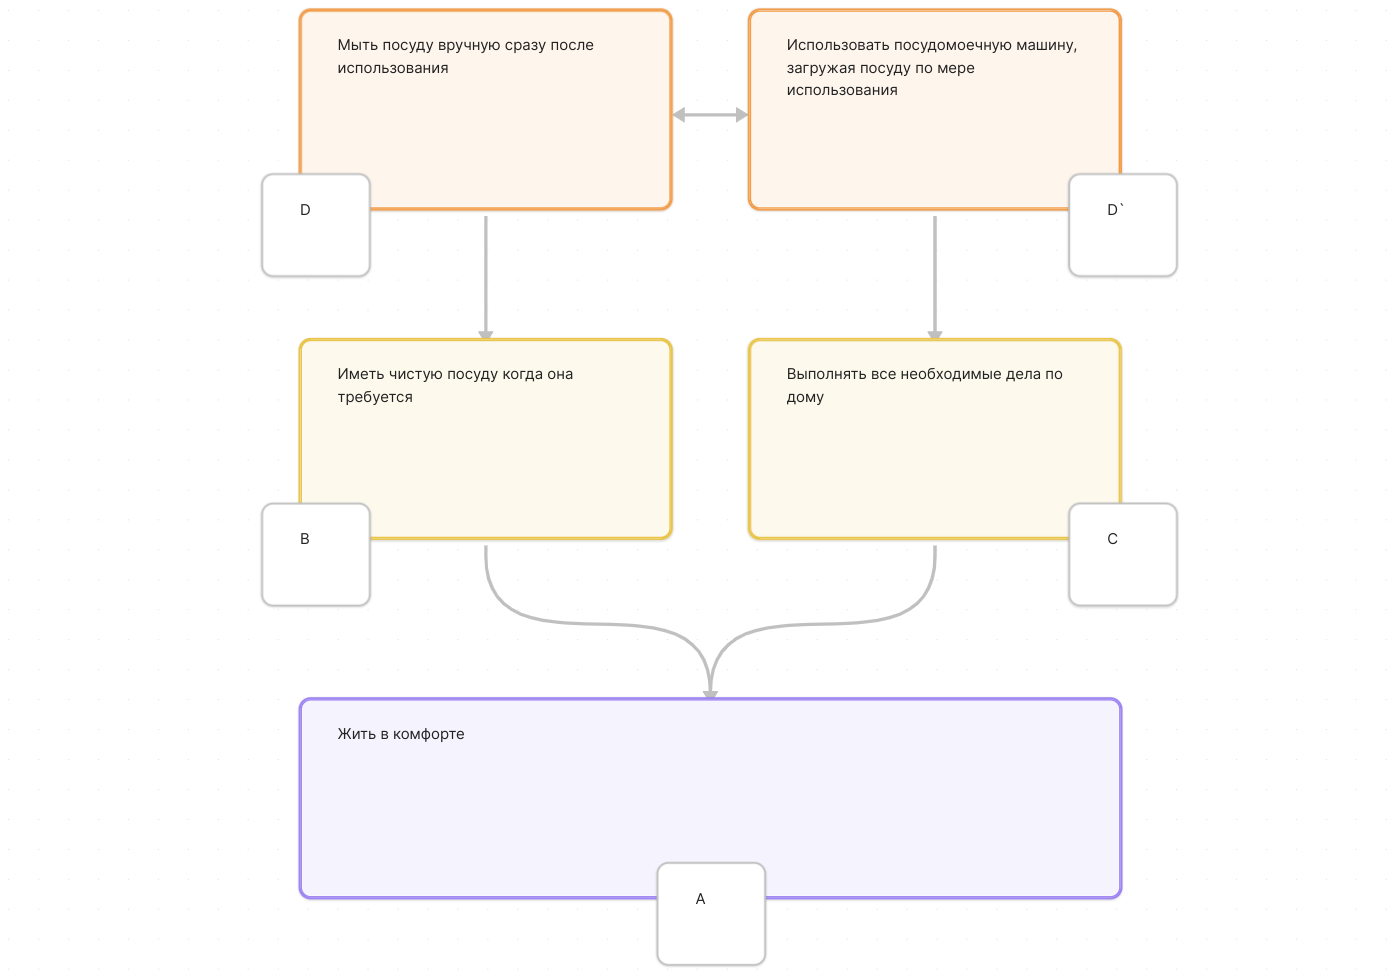 Мыть посуду вручную сразу после
использования
Использовать посудомоечную машину,
загружая посуду по мере
использования
D
D`
Иметь чистую посуду когда она
требуется
Выполнять все необходимые дела по
дому
B
C
Жить в комфорте
A